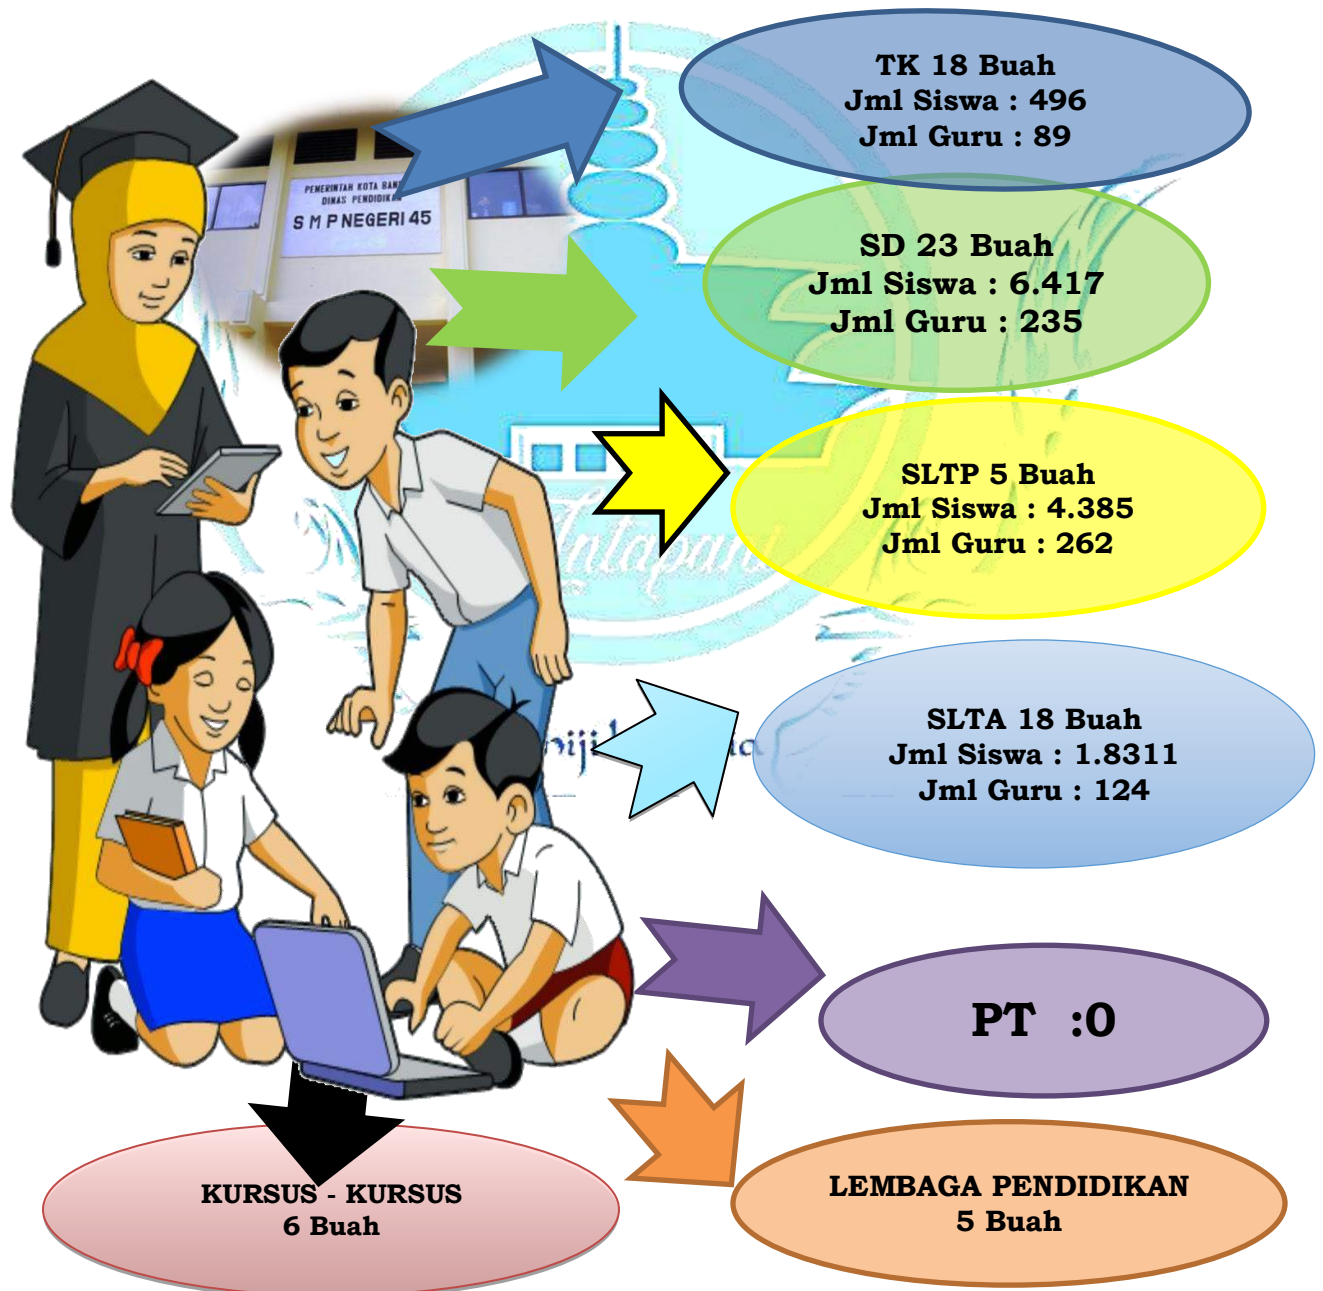 TK 18 Buah
Jml Siswa : 496
Jml Guru : 89
PEMERINTAH KOTA
DINAS PENDIDIKAN
SMP NEGERI 45
SD 23 Buah
Jml Siswa : 6.417
Jml Guru : 235
SLTP 5 Buah
Jml Siswa : 4.385
Jml Guru : 262
Antapani
SLTA 18 Buah
Jml Siswa : 1.8311
Jml Guru : 124
PT :0
KURSUS - KURSUS
6 Buah
LEMBAGA PENDIDIKAN
5 Buah